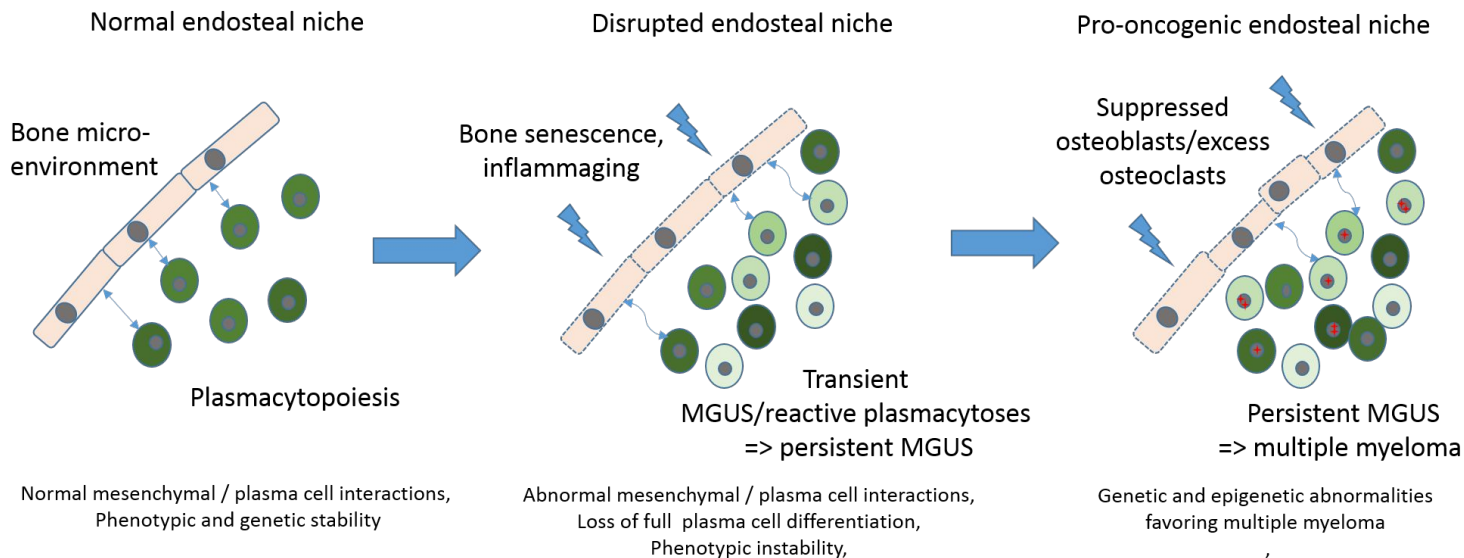 Normal endosteal niche
Disrupted endosteal niche
Pro-oncogenic endosteal niche
Bone micro-
environment
Bone senescence,
inflammaging
Suppressed
osteoblasts/excess
osteoclasts
Plasmacytopoiesis
Transient
MGUS/reactive plasmacytoses
=> persistent MGUS
Persistent MGUS
=> multiple myeloma
Normal mesenchymal / plasma cell interactions,
Phenotypic and genetic stability
Abnormal mesenchymal / plasma cell interactions,
Loss of full plasma cell differentiation,
Phenotypic instability,
Genetic and epigenetic abnormalities
favoring multiple myeloma
,